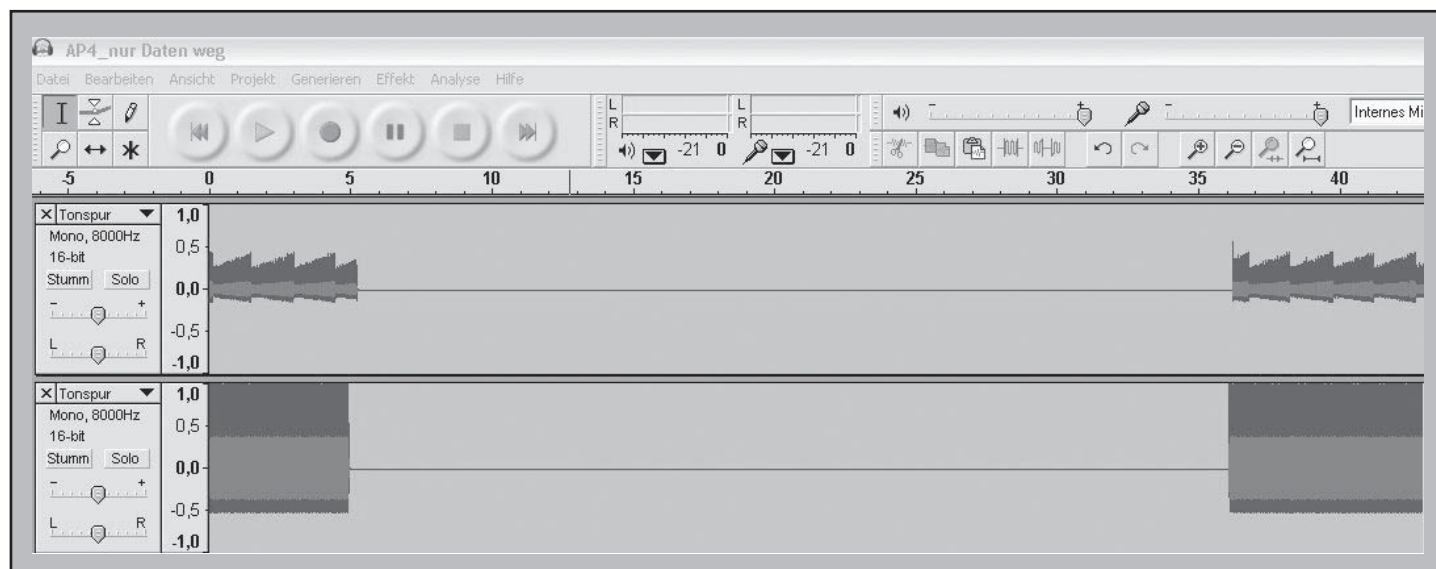 AP4_nur Daten weg
Datei Bearbeiten Ansicht Projekt Generieren Effekt Analyse Hilfe
L L
R R
-21 0 -21 0
- + - + Internes Mi
-5 0 5 10 15 20 25 30 35 40
Tonspur
Mono, 8000Hz
16-bit
Stumm Solo
- +
L R
1,0
0,5
0,0
-0,5
-1,0
Tonspur
Mono, 8000Hz
16-bit
Stumm Solo
- +
L R
1,0
0,5
0,0
-0,5
-1,0